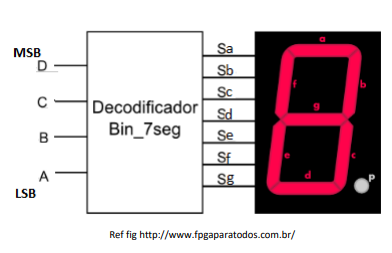 MSB
D
C
B
A
LSB
Decodificador
Bin_7seg
Sa
Sb
Sc
Sd
Se
Sf
Sg
a
f
b
g
e
c
d
P
Ref fig http://www.fpgaparatodos.com.br/